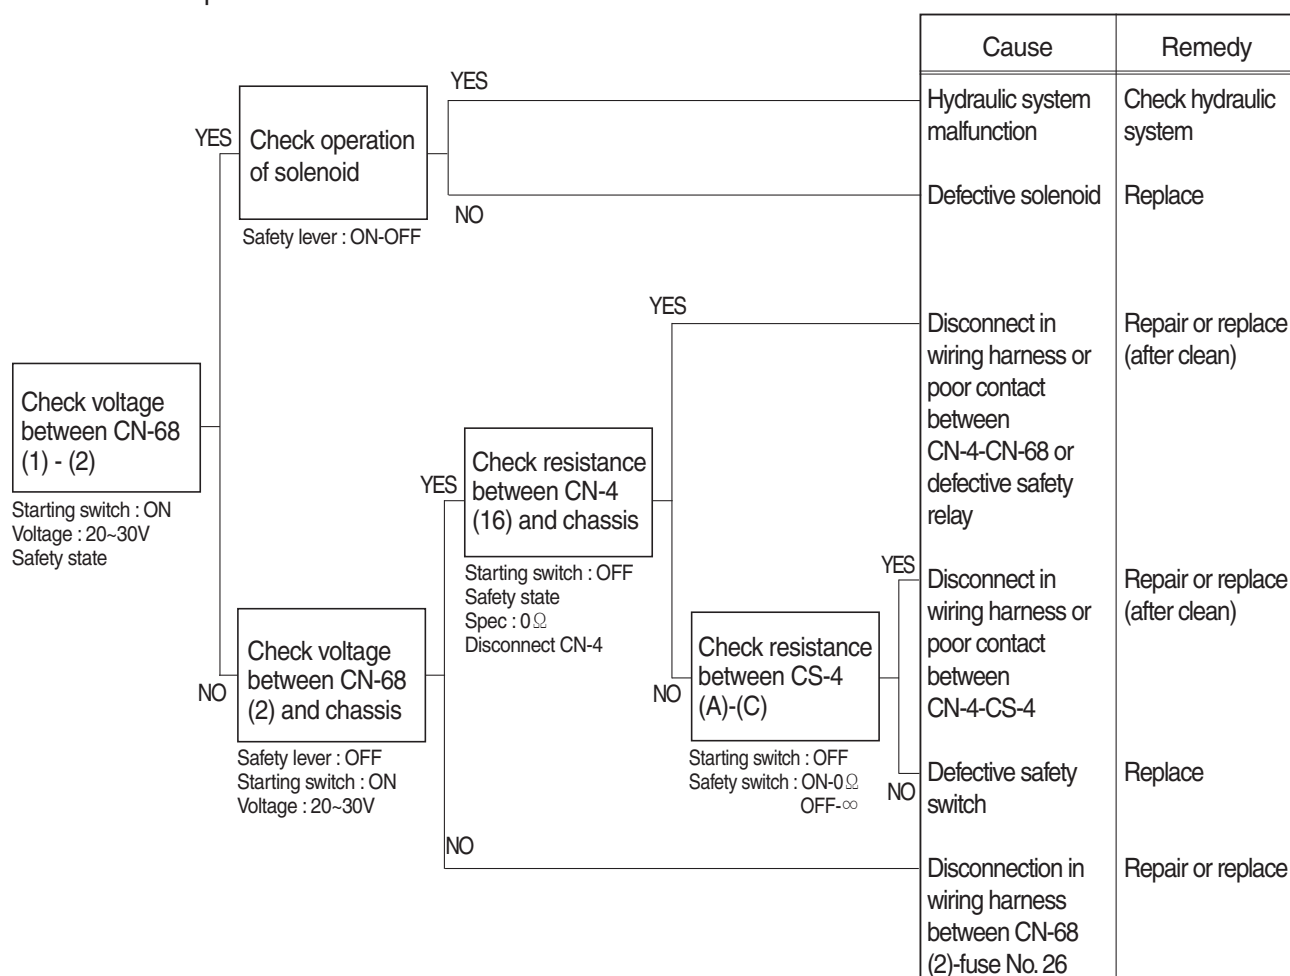 Cause
Remedy
YES
Hydraulic system
malfunction
Check hydraulic
system
YES
Check operation
of solenoid
Defective solenoid
Replace
NO
Safety lever : ON-OFF
YES
Disconnect in
wiring harness or
poor contact
between
CN-4-CN-68 or
defective safety
relay
Repair or replace
(after clean)
Check voltage
between CN-68
(1) - (2)
Starting switch : ON
Voltage : 20~30V
Safety state
YES
Check resistance
between CN-4
(16) and chassis
Starting switch : OFF
Safety state
Spec : 0Ω
Disconnect CN-4
YES
Disconnect in
wiring harness or
poor contact
between
CN-4-CS-4
Repair or replace
(after clean)
NO
Check voltage
between CN-68
(2) and chassis
Safety lever : OFF
Starting switch : ON
Voltage : 20~30V
NO
Check resistance
between CS-4
(A)-(C)
Starting switch : OFF
Safety switch : ON-0Ω
OFF-∞
NO
Defective safety
switch
Replace
NO
Disconnection in
wiring harness
between CN-68
(2)-fuse No. 26
Repair or replace